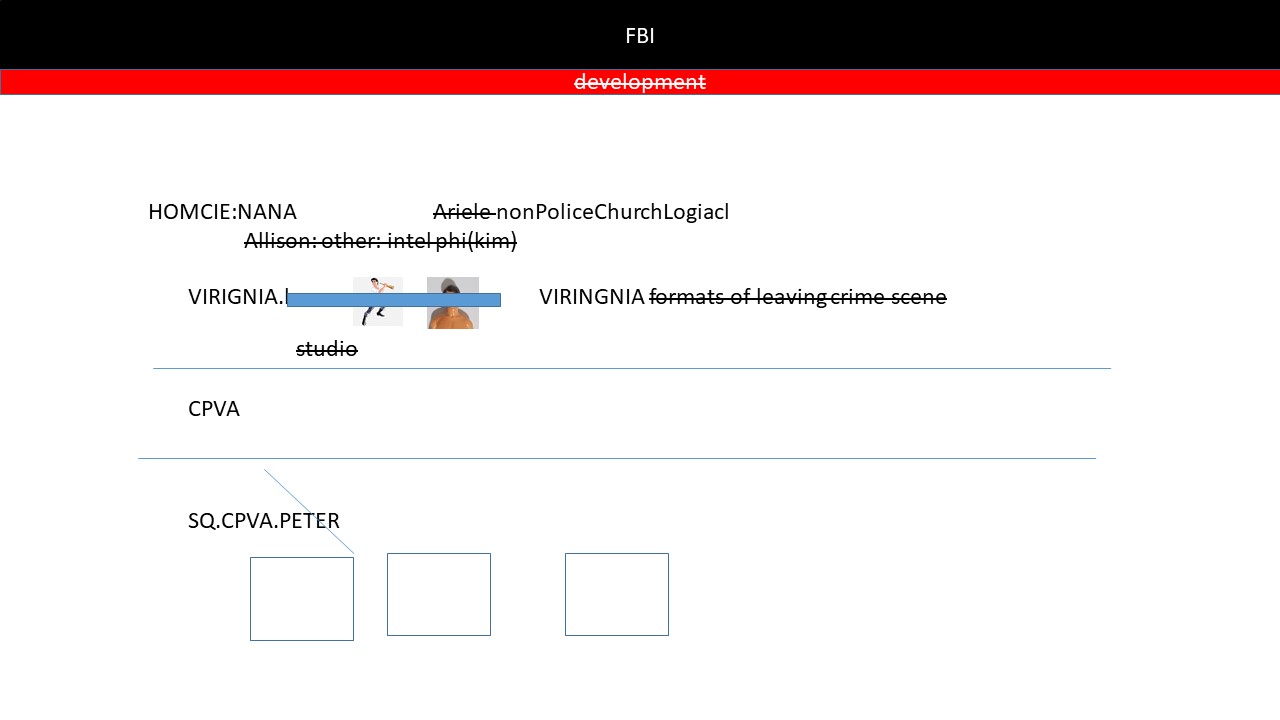 FBI
development
HOMCIE:NANA Ariele nonPoliceChurchLogiacl
Allison: other: intel phi(kim)
VIRIGNIA. VIRINGNIA formats of leaving crime scene
studio
CPVA
SQ.CPVA.PETER